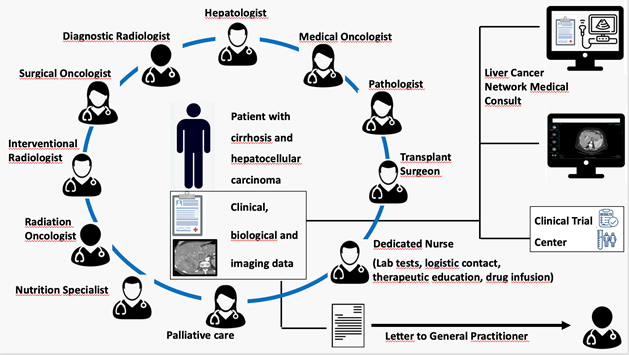 Hepatologist
Diagnostic Radiologist
Medical Oncologist
Surgical Oncologist
Pathologist
Interventional
Radiologist
Transplant
Surgeon
Radiation
Oncologist
Dedicated Nurse
(Lab tests, logistic contact,
therapeutic education, drug infusion)
Nutrition Specialist
Palliative care
Patient with
cirrhosis and
hepatocellular
carcinoma
Clinical,
biological and
imaging data
Liver Cancer
Network Medical
Consult
Clinical Trial
Center
Letter to General Practitioner